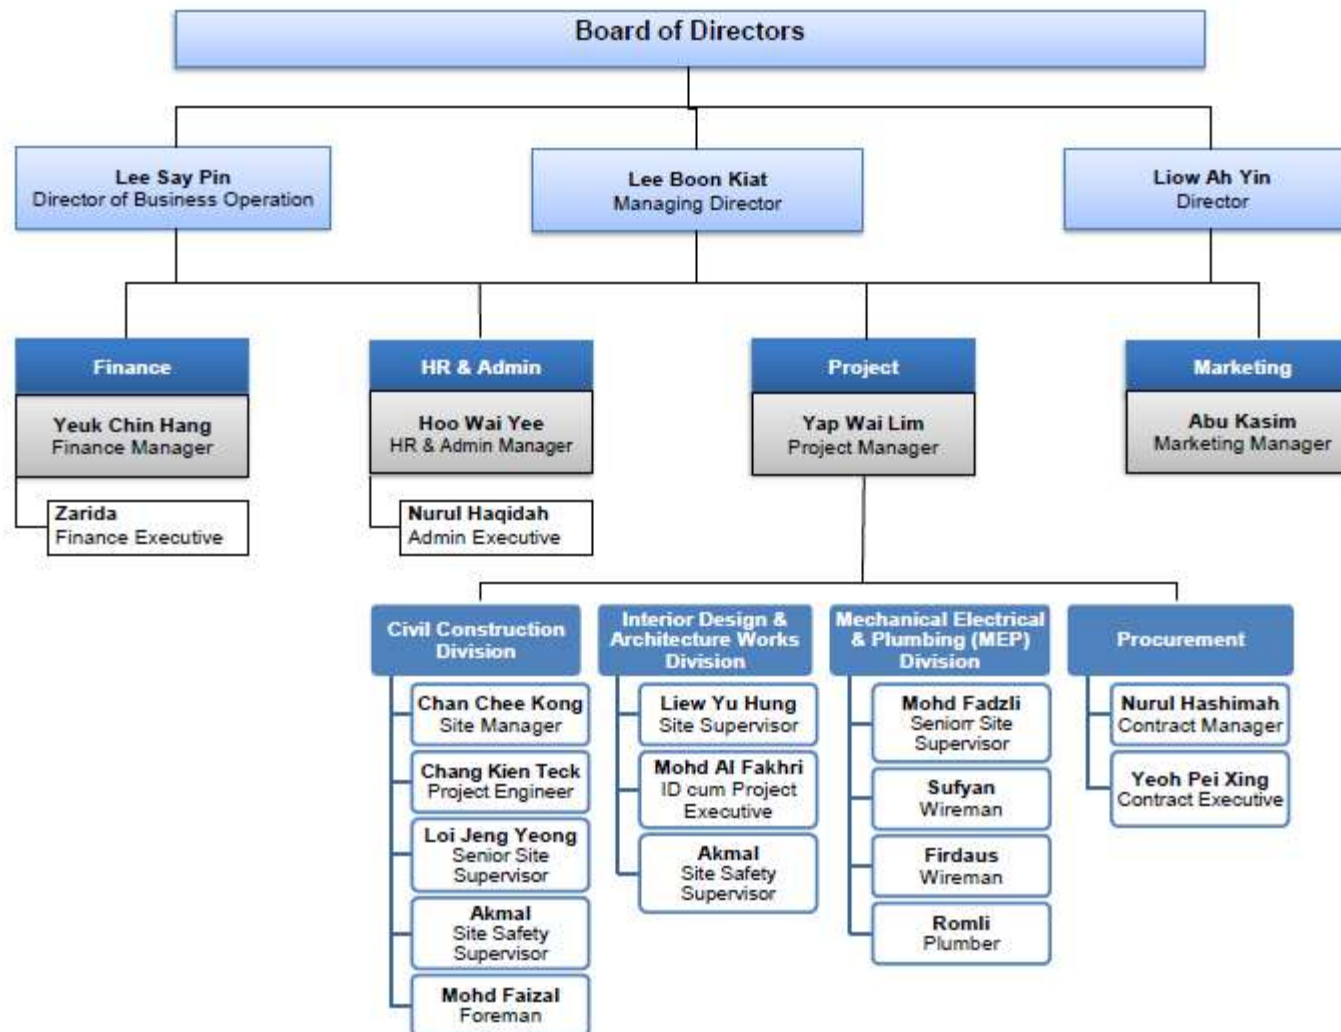 Board of Directors
Lee Say Pin
Director of Business Operation
Lee Boon Kiat
Managing Director
Liow Ah Yin
Director
Finance
Yeuk Chin Hang
Finance Manager
Zarida
Finance Executive
HR & Admin
Hoo Wai Yee
HR & Admin Manager
Nurul Haqidah
Admin Executive
Project
Yap Wai Lim
Project Manager
Marketing
Abu Kasim
Marketing Manager
Civil Construction
Division
Chan Chee Kong
Site Manager
Chang Kien Teck
Project Engineer
Loi Jeng Yeong
Senior Site
Supervisor
Akmal
Site Safety
Supervisor
Mohd Faizal
Foreman
Interior Design &
Architecture Works
Division
Liew Yu Hung
Site Supervisor
Mohd Al Fakhri
ID cum Project
Executive
Akmal
Site Safety
Supervisor
Mechanical Electrical
& Plumbing (MEP)
Division
Mohd Fadzli
Seniorr Site
Supervisor
Sufyan
Wireman
Firdaus
Wireman
Romli
Plumber
Procurement
Nurul Hashimah
Contract Manager
Yeoh Pei Xing
Contract Executive